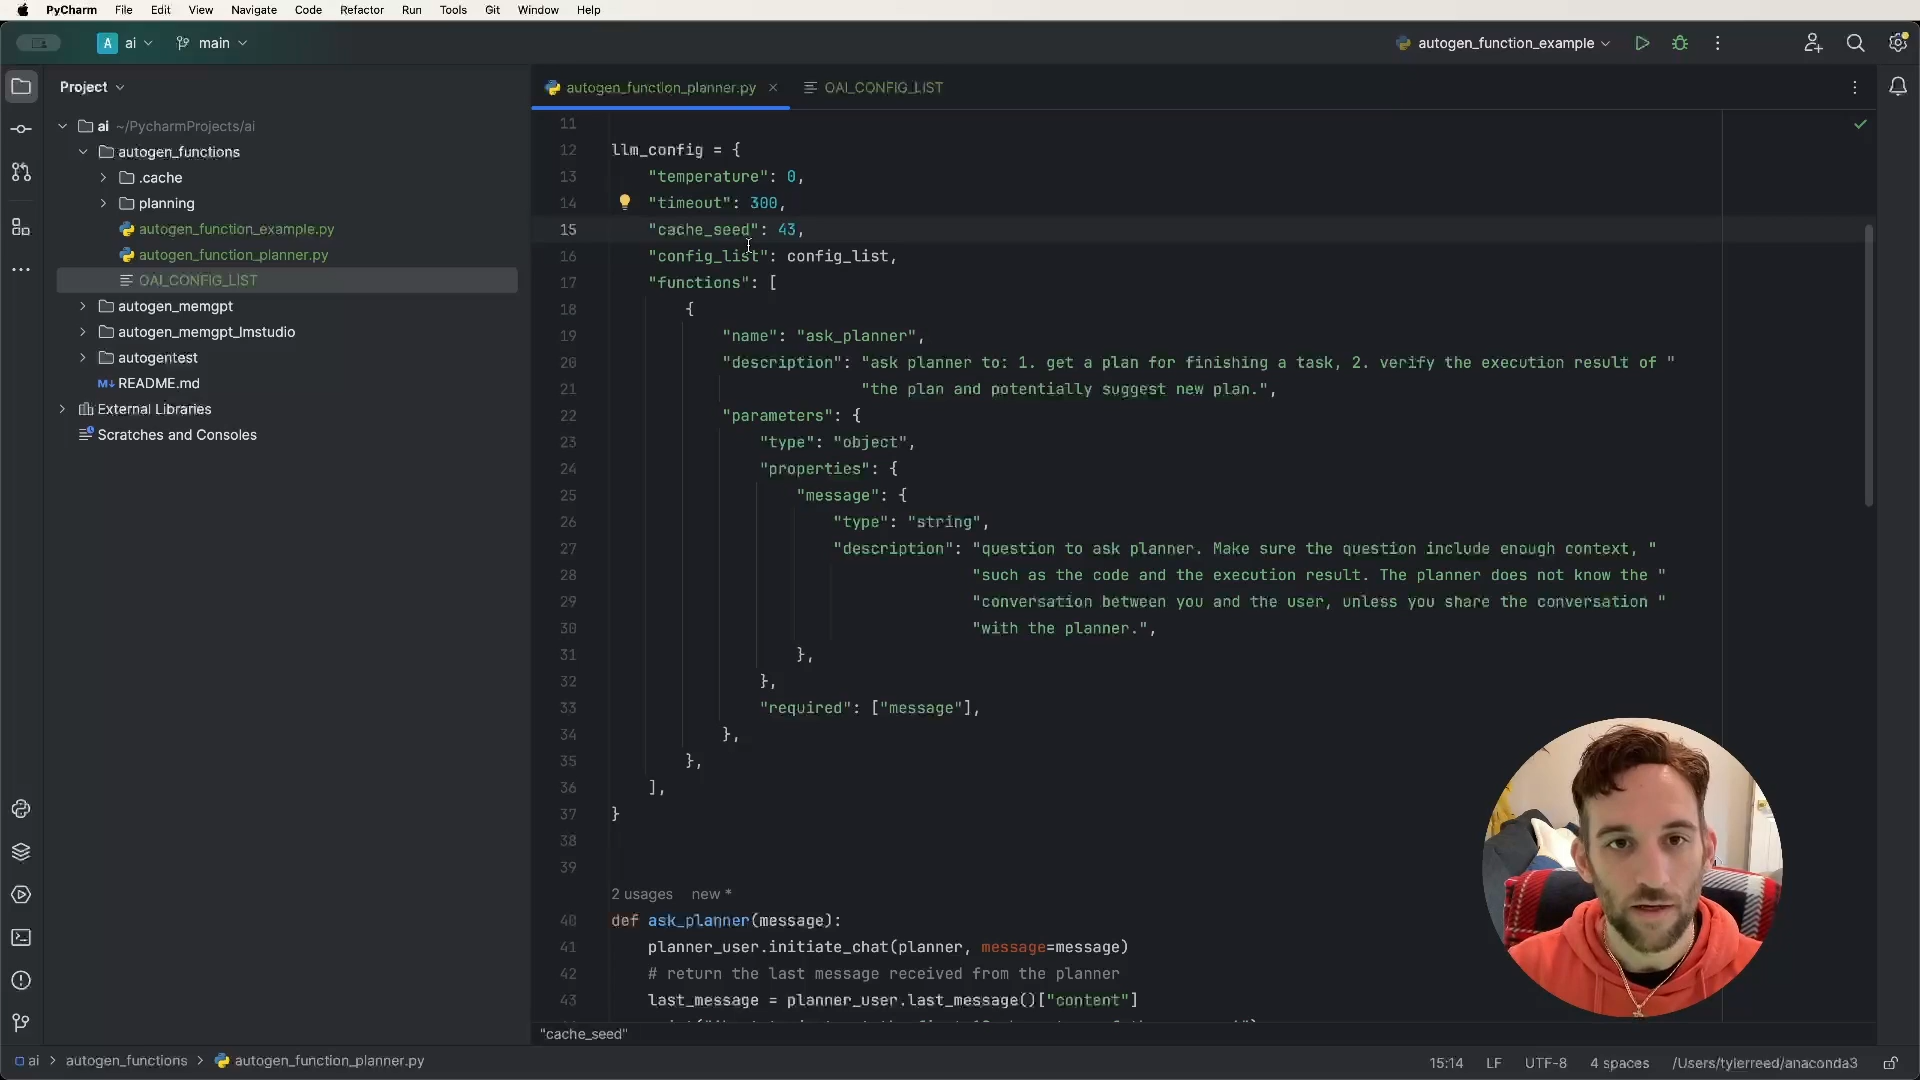 PyCharm File Edit View Navigate Code Refactor Run Tools Git Window Help
A ai main autogen_function_example
Project
autogen_function_planner.py OAI_CONFIG_LIST
ai ~/PycharmProjects/ai
autogen_functions
.cache
planning
autogen_function_example.py
autogen_function_planner.py
OAI_CONFIG_LIST
autogen_memgpt
autogen_memgpt_lmstudio
autogentest
M↓ README.md
External Libraries
Scratches and Consoles
11
12 llm_config = {
13 "temperature": 0,
14 "timeout": 300,
15 "cache_seed": 43,
16 "config_list": config_list,
17 "functions": [
18 {
19 "name": "ask_planner",
20 "description": "ask planner to: 1. get a plan for finishing a task, 2. verify the execution result of "
21 "the plan and potentially suggest new plan.",
22 "parameters": {
23 "type": "object",
24 "properties": {
25 "message": {
26 "type": "string",
27 "description": "question to ask planner. Make sure the question include enough context, "
28 "such as the code and the execution result. The planner does not know the "
29 "conversation between you and the user, unless you share the conversation "
30 "with the planner.",
31 },
32 },
33 "required": ["message"],
34 },
35 },
36 ],
37 }
38
39
2 usages new *
40 def ask_planner(message):
41 planner_user.initiate_chat(planner, message=message)
42 # return the last message received from the planner
43 last_message = planner_user.last_message()["content"]
"cache_seed"
ai > autogen_functions > autogen_function_planner.py
15:14 LF UTF-8 4 spaces /Users/tylerreed/anaconda3